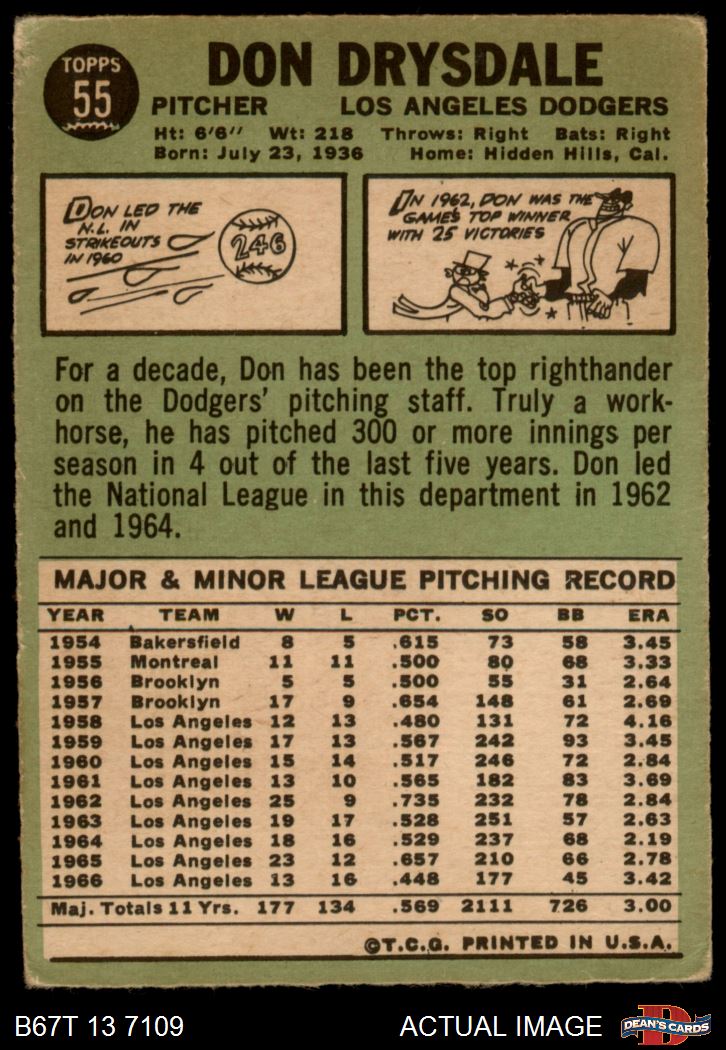 TOPPS
55
DON DRYSDALE
PITCHER LOS ANGELES DODGERS
Ht: 6'6" Wt: 218 Throws: Right Bats: Right
Born: July 23, 1936 Home: Hidden Hills, Cal.
DON LED THE
N.L. IN
STRIKEOUTS
IN 1960
246
IN 1962, DON WAS THE
GAME'S TOP WINNER
WITH 25 VICTORIES
For a decade, Don has been the top righthander
on the Dodgers' pitching staff. Truly a work-
horse, he has pitched 300 or more innings per
season in 4 out of the last five years. Don led
the National League in this department in 1962
and 1964.
MAJOR & MINOR LEAGUE PITCHING RECORD
YEAR TEAM W L PCT. SO BB ERA
1954 Bakersfield 8 5 .615 73 58 3.45
1955 Montreal 11 11 .500 80 68 3.33
1956 Brooklyn 5 5 .500 55 31 2.64
1957 Brooklyn 17 9 .654 148 61 2.69
1958 Los Angeles 12 13 .480 131 72 4.16
1959 Los Angeles 17 13 .567 242 93 3.45
1960 Los Angeles 15 14 .517 246 72 2.84
1961 Los Angeles 13 10 .565 182 83 3.69
1962 Los Angeles 25 9 .735 232 78 2.84
1963 Los Angeles 19 17 .528 251 57 2.63
1964 Los Angeles 18 16 .529 237 68 2.19
1965 Los Angeles 23 12 .657 210 66 2.78
1966 Los Angeles 13 16 .448 177 45 3.42
Maj. Totals 11 Yrs. 177 134 .569 2111 726 3.00
©T.C.G. PRINTED IN U.S.A.
B67T 13 7109 ACTUAL IMAGE
D
DEAN'S CARDS